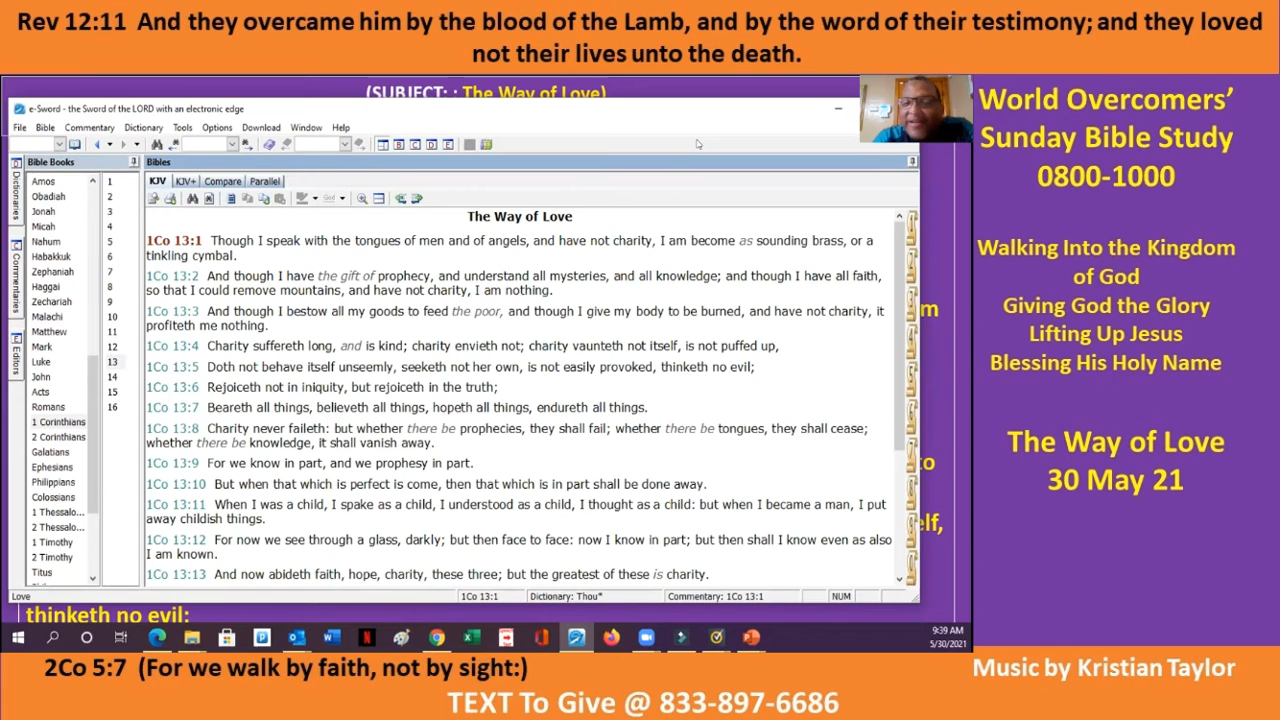 Rev 12:11 And they overcame him by the blood of the Lamb, and by the word of their testimony; and they loved
not their lives unto the death.
(SUBJECT: : The Way of Love)
e-Sword - the Sword of the LORD with an electronic edge
File Bible Commentary Dictionary Tools Options Download Window Help
Bible Books
Bibles
KJV KJV+ Compare Parallel
Dictionaries
Commentaries
Editors
Amos 1
Obadiah 2
Jonah 3
Micah 4
Nahum 5
Habakkuk 6
Zephaniah 7
Haggai 8
Zechariah 9
Malachi 10
Matthew 11
Mark 12
Luke 13
John 14
Acts 15
Romans 16
1 Corinthians
2 Corinthians
Galatians
Ephesians
Philippians
Colossians
1 Thessalo...
2 Thessalo...
1 Timothy
2 Timothy
Titus
The Way of Love
1Co 13:1 Though I speak with the tongues of men and of angels, and have not charity, I am become as sounding brass, or a
tinkling cymbal.
1Co 13:2 And though I have the gift of prophecy, and understand all mysteries, and all knowledge; and though I have all faith,
so that I could remove mountains, and have not charity, I am nothing.
1Co 13:3 And though I bestow all my goods to feed the poor, and though I give my body to be burned, and have not charity, it
profiteth me nothing.
1Co 13:4 Charity suffereth long, and is kind; charity envieth not; charity vaunteth not itself, is not puffed up,
1Co 13:5 Doth not behave itself unseemly, seeketh not her own, is not easily provoked, thinketh no evil;
1Co 13:6 Rejoiceth not in iniquity, but rejoiceth in the truth;
1Co 13:7 Beareth all things, believeth all things, hopeth all things, endureth all things.
1Co 13:8 Charity never faileth: but whether there be prophecies, they shall fail; whether there be tongues, they shall cease;
whether there be knowledge, it shall vanish away.
1Co 13:9 For we know in part, and we prophesy in part.
1Co 13:10 But when that which is perfect is come, then that which is in part shall be done away.
1Co 13:11 When I was a child, I spake as a child, I understood as a child, I thought as a child: but when I became a man, I put
away childish things.
1Co 13:12 For now we see through a glass, darkly; but then face to face: now I know in part; but then shall I know even as also
I am known.
1Co 13:13 And now abideth faith, hope, charity, these three; but the greatest of these is charity.
Love 1Co 13:1 Dictionary: Thou* Commentary: 1Co 13:1 NUM
thinketh no evil;
9:39 AM
5/30/2021
World Overcomers'
Sunday Bible Study
0800-1000
Walking Into the Kingdom
of God
Giving God the Glory
Lifting Up Jesus
Blessing His Holy Name
The Way of Love
30 May 21
2Co 5:7 (For we walk by faith, not by sight:)
Music by Kristian Taylor
TEXT To Give @ 833-897-6686